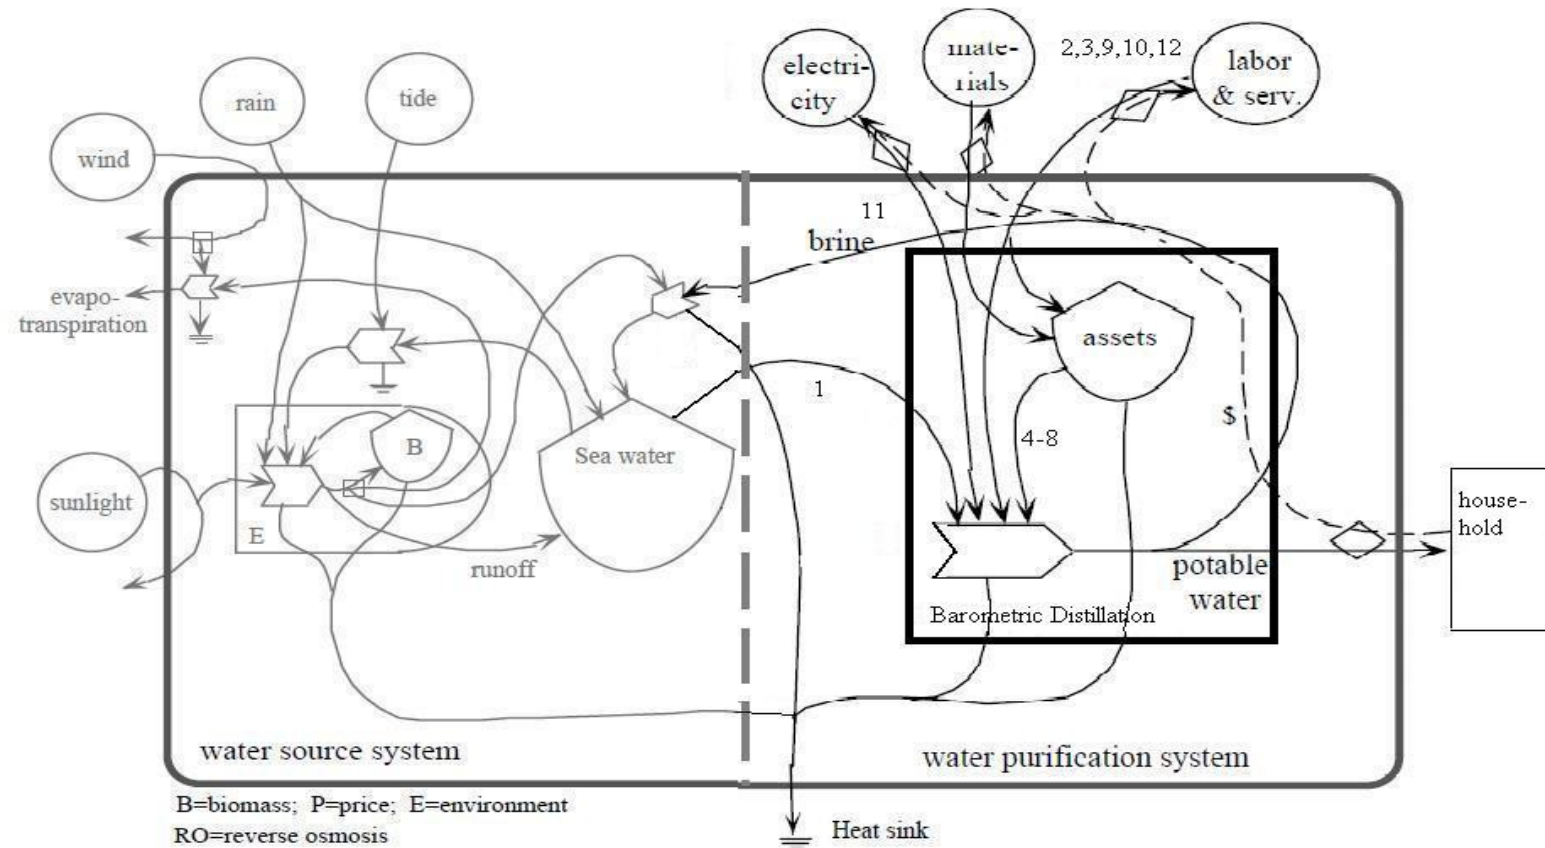 electri-
city
mate-
rials
2,3,9,10,12
labor
& serv.
rain
tide
wind
11
brine
evapo-
transpiration
assets
1
$
4-8
B
Sea water
sunlight
E
runoff
house-
hold
potable
water
Barometric Distillation
water source system
water purification system
B=biomass; P=price; E=environment
RO=reverse osmosis
Heat sink